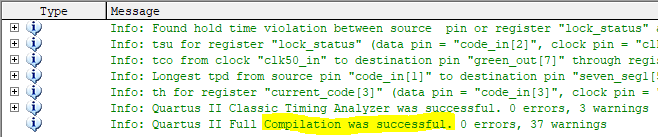 Type Message
Info: Found hold time violation between source pin or register "lock_status"
Info: tsu for register "lock_status" (data pin = "code_in[2]", clock pin =
Info: tco from clock "clk50_in" to destination pin "green_out[7]" through
Info: Longest tpd from source pin "code_in[1]" to destination pin
Info: th for register "current_code[3]" (data pin = "code_in[3]", clock pin =
Info: Quartus II Classic Timing Analyzer was successful. 0 errors, 3 warnings
Info: Quartus II Full Compilation was successful. 0 errors, 37 warnings